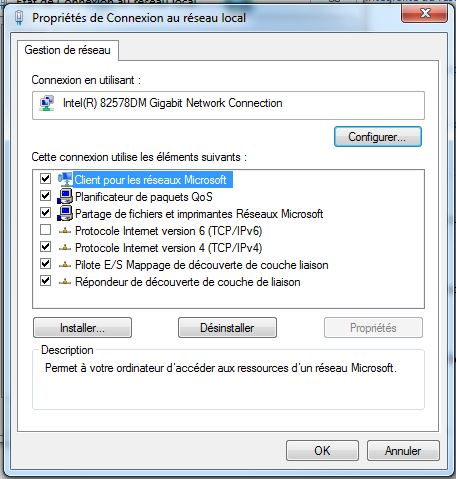 Propriétés de Connexion au réseau local
Gestion de réseau
Connexion en utilisant :
Intel(R) 82578DM Gigabit Network Connection
Configurer...
Cette connexion utilise les éléments suivants :
Client pour les réseaux Microsoft
Planificateur de paquets QoS
Partage de fichiers et imprimantes Réseaux Microsoft
Protocole Internet version 6 (TCP/IPv6)
Protocole Internet version 4 (TCP/IPv4)
Pilote E/S Mappage de découverte de couche liaison
Répondeur de découverte de couche de liaison
Installer...
Désinstaller
Propriétés
Description
Permet à votre ordinateur d'accéder aux ressources d'un réseau Microsoft.
OK
Annuler